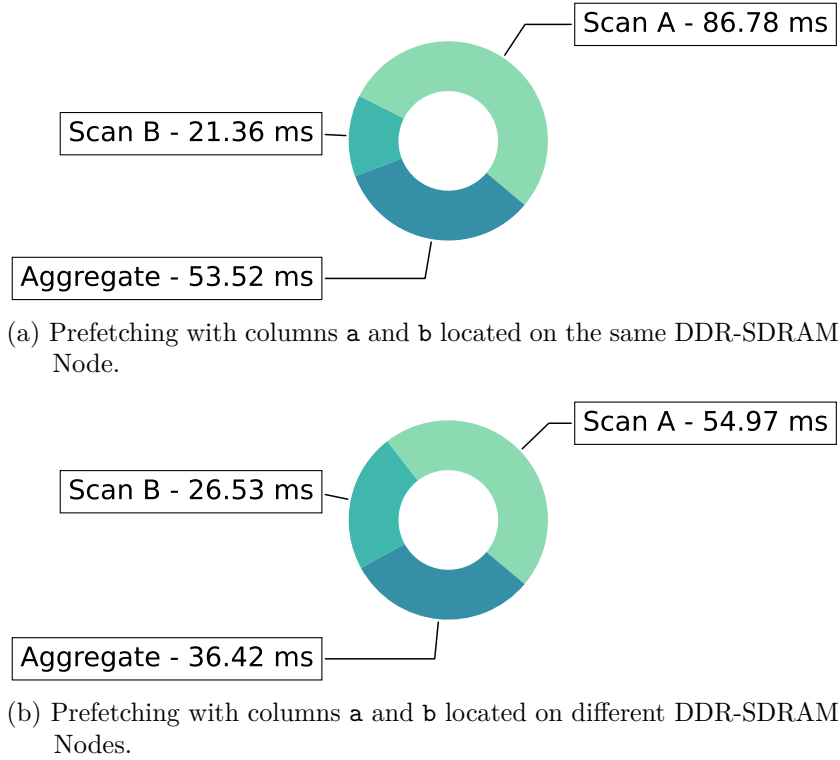 Scan A - 86.78 ms
Scan B - 21.36 ms
Aggregate - 53.52 ms
(a) Prefetching with columns a and b located on the same DDR-SDRAM
Node.
Scan A - 54.97 ms
Scan B - 26.53 ms
Aggregate - 36.42 ms
(b) Prefetching with columns a and b located on different DDR-SDRAM
Nodes.